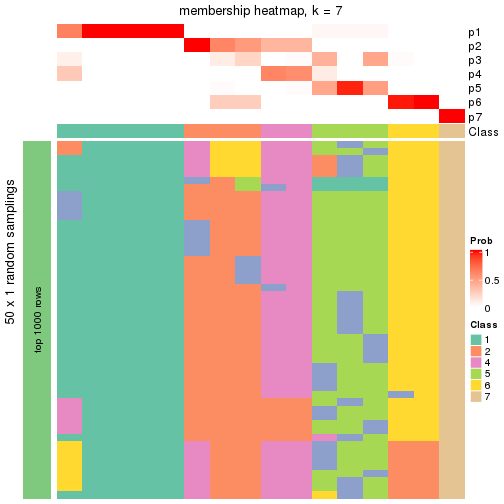 membership heatmap, k = 7
p1
p2
p3
p4
p5
p6
p7
Class
50 x 1 random samplings
top 1000 rows
Prob
1
0.5
0
Class
1
2
4
5
6
7